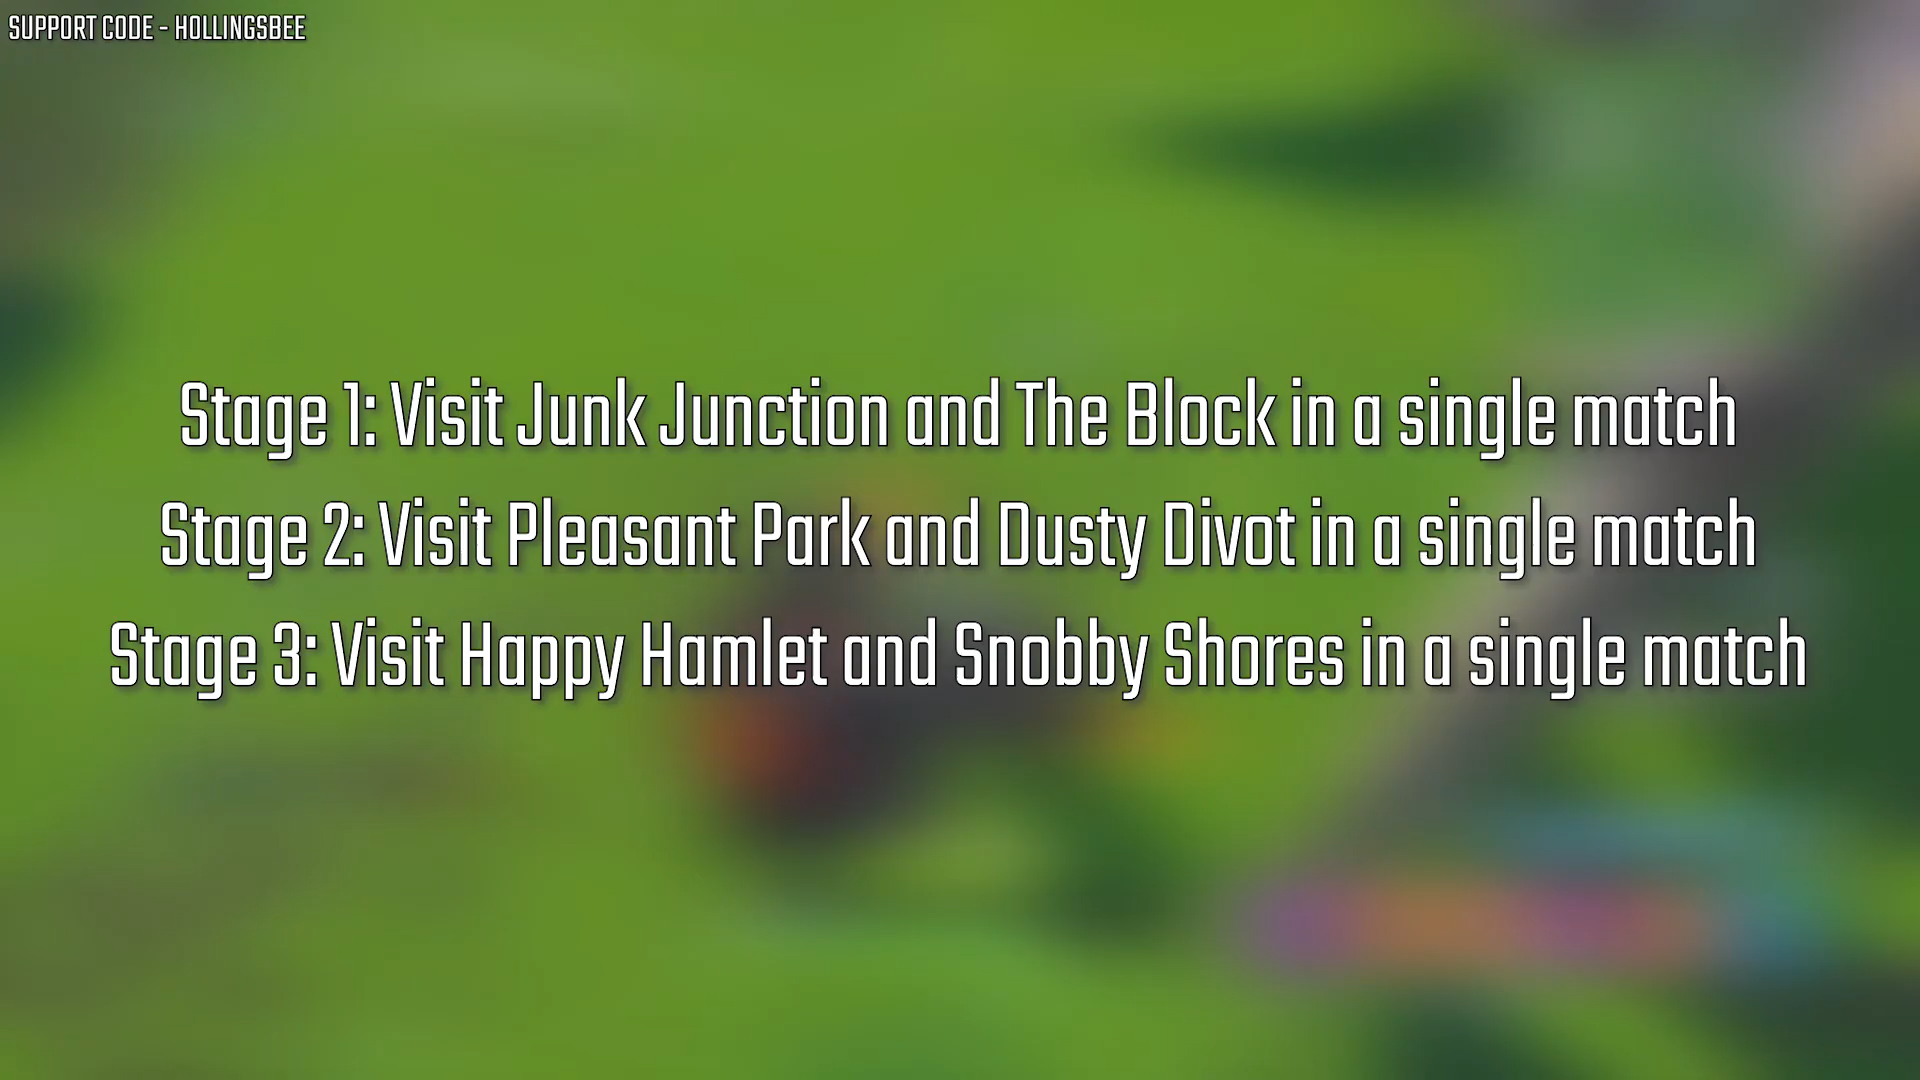 SUPPORT CODE - HOLLINGSBEE
Stage 1: Visit Junk Junction and The Block in a single match
Stage 2: Visit Pleasant Park and Dusty Divot in a single match
Stage 3: Visit Happy Hamlet and Snobby Shores in a single match